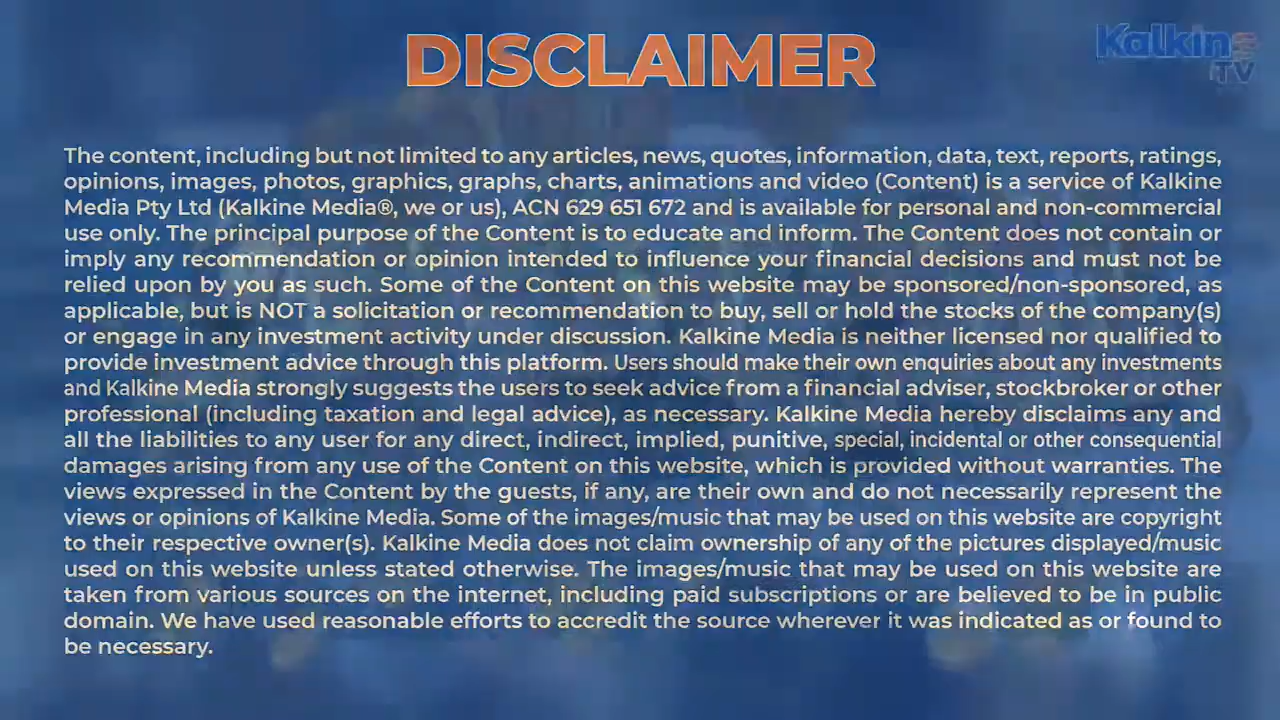 DISCLAIMER
Kalkine
TV
The content, including but not limited to any articles, news, quotes, information, data, text, reports, ratings,
opinions, images, photos, graphics, graphs, charts, animations and video (Content) is a service of Kalkine
Media Pty Ltd (Kalkine Media®, we or us), ACN 629 651 672 and is available for personal and non-commercial
use only. The principal purpose of the Content is to educate and inform. The Content does not contain or
imply any recommendation or opinion intended to influence your financial decisions and must not be
relied upon by you as such. Some of the Content on this website may be sponsored/non-sponsored, as
applicable, but is NOT a solicitation or recommendation to buy, sell or hold the stocks of the company(s)
or engage in any investment activity under discussion. Kalkine Media is neither licensed nor qualified to
provide investment advice through this platform. Users should make their own enquiries about any investments
and Kalkine Media strongly suggests the users to seek advice from a financial adviser, stockbroker or other
professional (including taxation and legal advice), as necessary. Kalkine Media hereby disclaims any and
all the liabilities to any user for any direct, indirect, implied, punitive, special, incidental or other consequential
damages arising from any use of the Content on this website, which is provided without warranties. The
views expressed in the Content by the guests, if any, are their own and do not necessarily represent the
views or opinions of Kalkine Media. Some of the images/music that may be used on this website are copyright
to their respective owner(s). Kalkine Media does not claim ownership of any of the pictures displayed/music
used on this website unless stated otherwise. The images/music that may be used on this website are
taken from various sources on the internet, including paid subscriptions or are believed to be in public
domain. We have used reasonable efforts to accredit the source wherever it was indicated as or found to
be necessary.